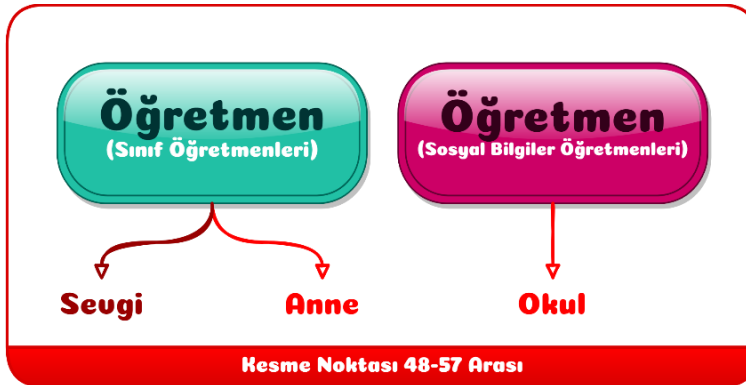 Öğretmen
(Sınıf Öğretmenleri)
Öğretmen
(Sosyal Bilgiler Öğretmenleri)
Sevgi
Anne
Okul
Kesme Noktası 48-57 Arası